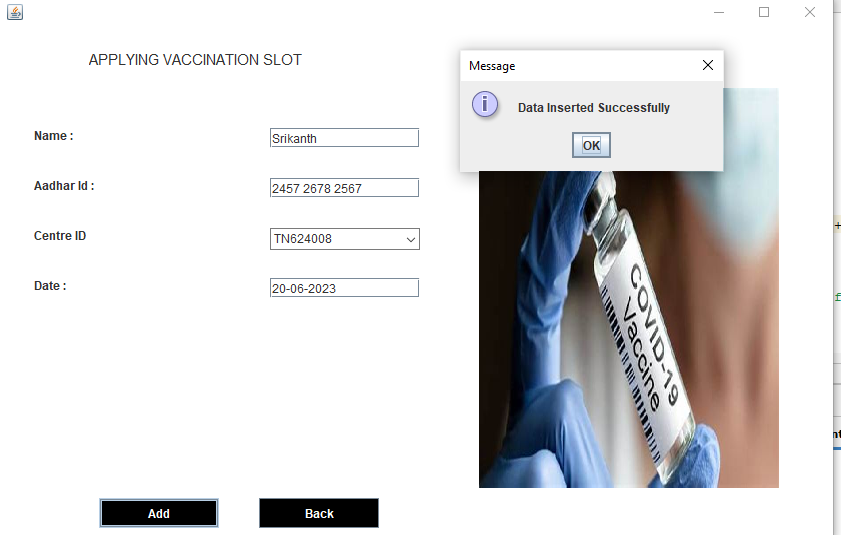 APPLYING VACCINATION SLOT
Message
Data Inserted Successfully
OK
Name :
Srikanth
Aadhar Id :
2457 2678 2567
Centre ID
TN624008
Date :
20-06-2023
COVID-19
Vaccine
Add
Back